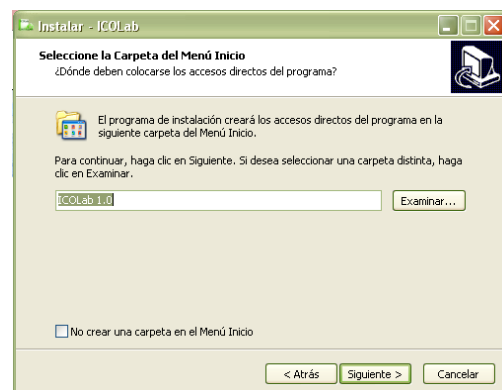 Instalar - ICOLab
Seleccione la Carpeta del Menú Inicio
¿Dónde deben colocarse los accesos directos del programa?
El programa de instalación creará los accesos directos del programa en la
siguiente carpeta del Menú Inicio.
Para continuar, haga clic en Siguiente. Si desea seleccionar una carpeta distinta, haga
clic en Examinar.
ICOLab 1.0
Examinar...
No crear una carpeta en el Menú Inicio
< Atrás
Siguiente >
Cancelar